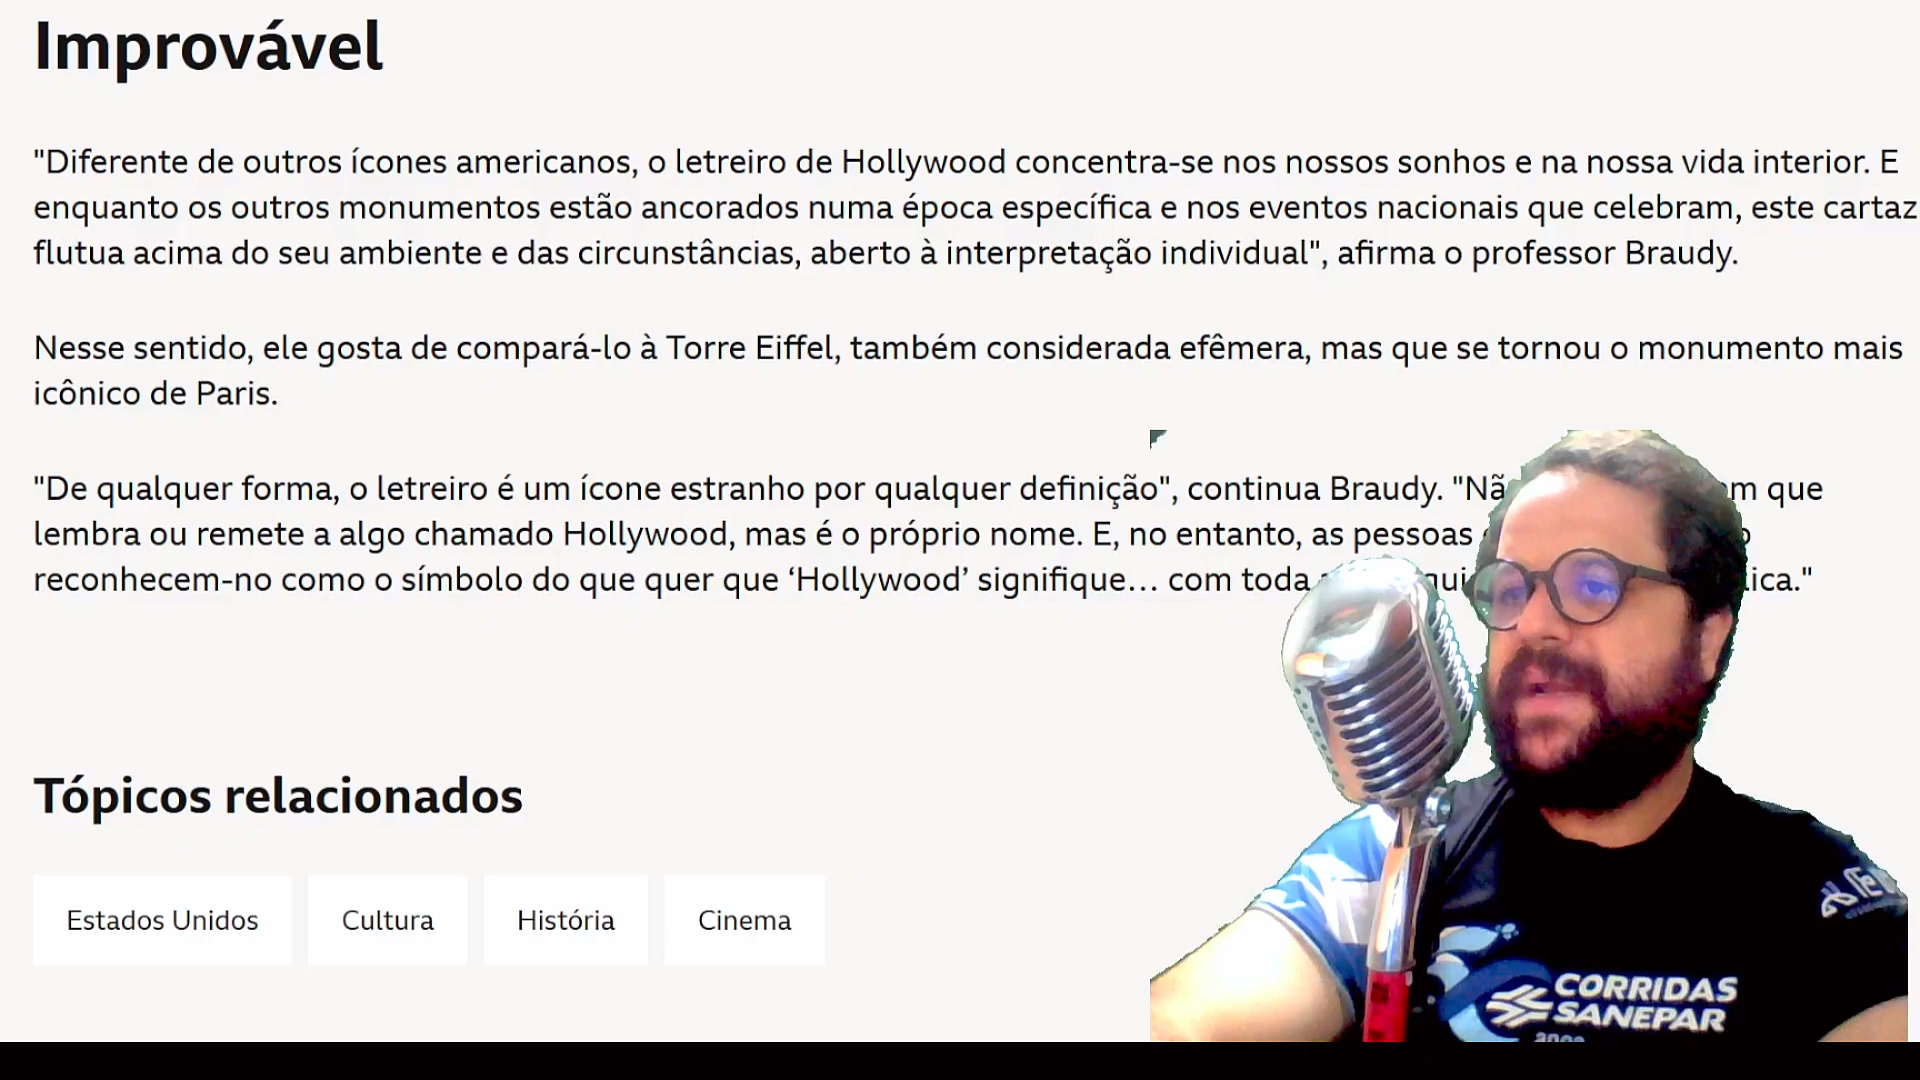 Improvável
"Diferente de outros ícones americanos, o letreiro de Hollywood concentra-se nos nossos sonhos e na nossa vida interior. E
enquanto os outros monumentos estão ancorados numa época específica e nos eventos nacionais que celebram, este cartaz
flutua acima do seu ambiente e das circunstâncias, aberto à interpretação individual", afirma o professor Braudy.
Nesse sentido, ele gosta de compará-lo à Torre Eiffel, também considerada efêmera, mas que se tornou o monumento mais
icônico de Paris.
"De qualquer forma, o letreiro é um ícone estranho por qualquer definição", continua Braudy. "Nã m que
lembra ou remete a algo chamado Hollywood, mas é o próprio nome. E, no entanto, as pessoas
reconhecem-no como o símbolo do que quer que ‘Hollywood’ signifique… com toda lica."
Tópicos relacionados
Estados Unidos Cultura História Cinema
CORRIDAS
SANEPAR
anos